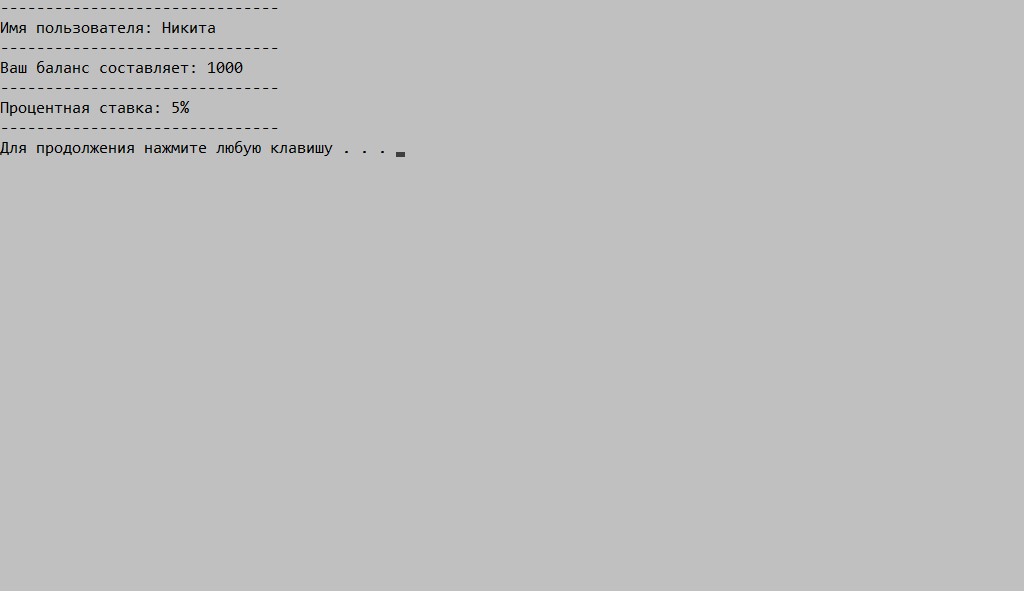 -------------------------------
Имя пользователя: Никита
-------------------------------
Ваш баланс составляет: 1000
-------------------------------
Процентная ставка: 5%
-------------------------------
Для продолжения нажмите любую клавишу . . .